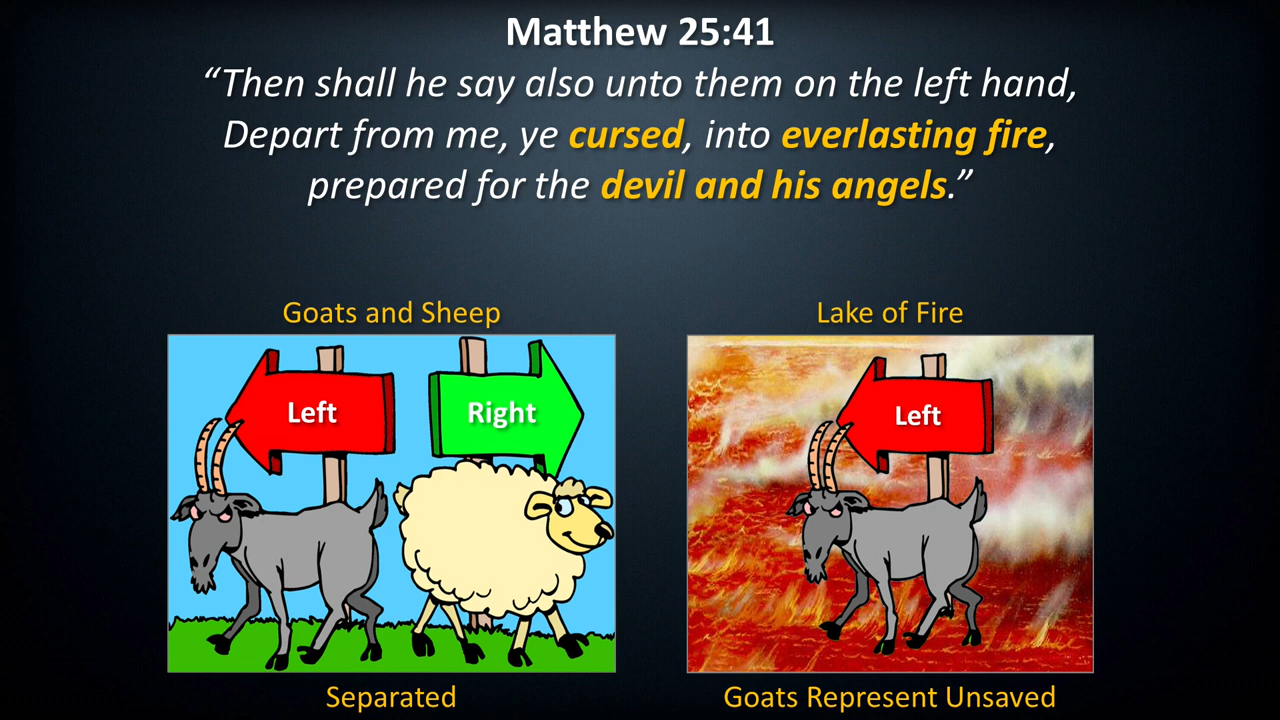 Matthew 25:41
“Then shall he say also unto them on the left hand,
Depart from me, ye cursed, into everlasting fire,
prepared for the devil and his angels.”
Goats and Sheep
Left
Right
Separated
Lake of Fire
Left
Goats Represent Unsaved